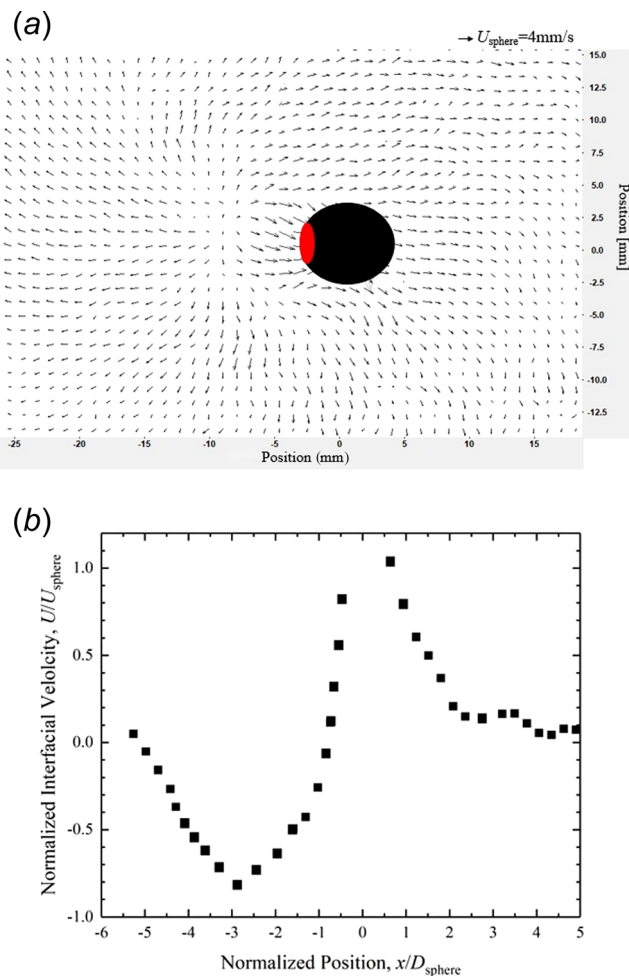 (a)
→ Usphere=4mm/s
15.0
12.5
10.0
7.5
5.0
2.5
0.0
-2.5
-5.0
-7.5
-10.0
-12.5
Position [mm]
-25 -20 -15 -10 -5 0 5 10 15
Position (mm)
(b)
1.0
0.5
0.0
-0.5
-1.0
Normalized Interfacial Velolcity, U/Usphere
-6 -5 -4 -3 -2 -1 0 1 2 3 4 5
Normalized Position, x/Dsphere